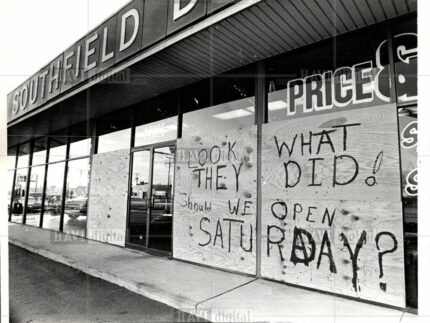 SOUTHFIELD D
PRICE &
LOOK WHAT
THEY DID!
Should WE OPEN
SATURDAY?